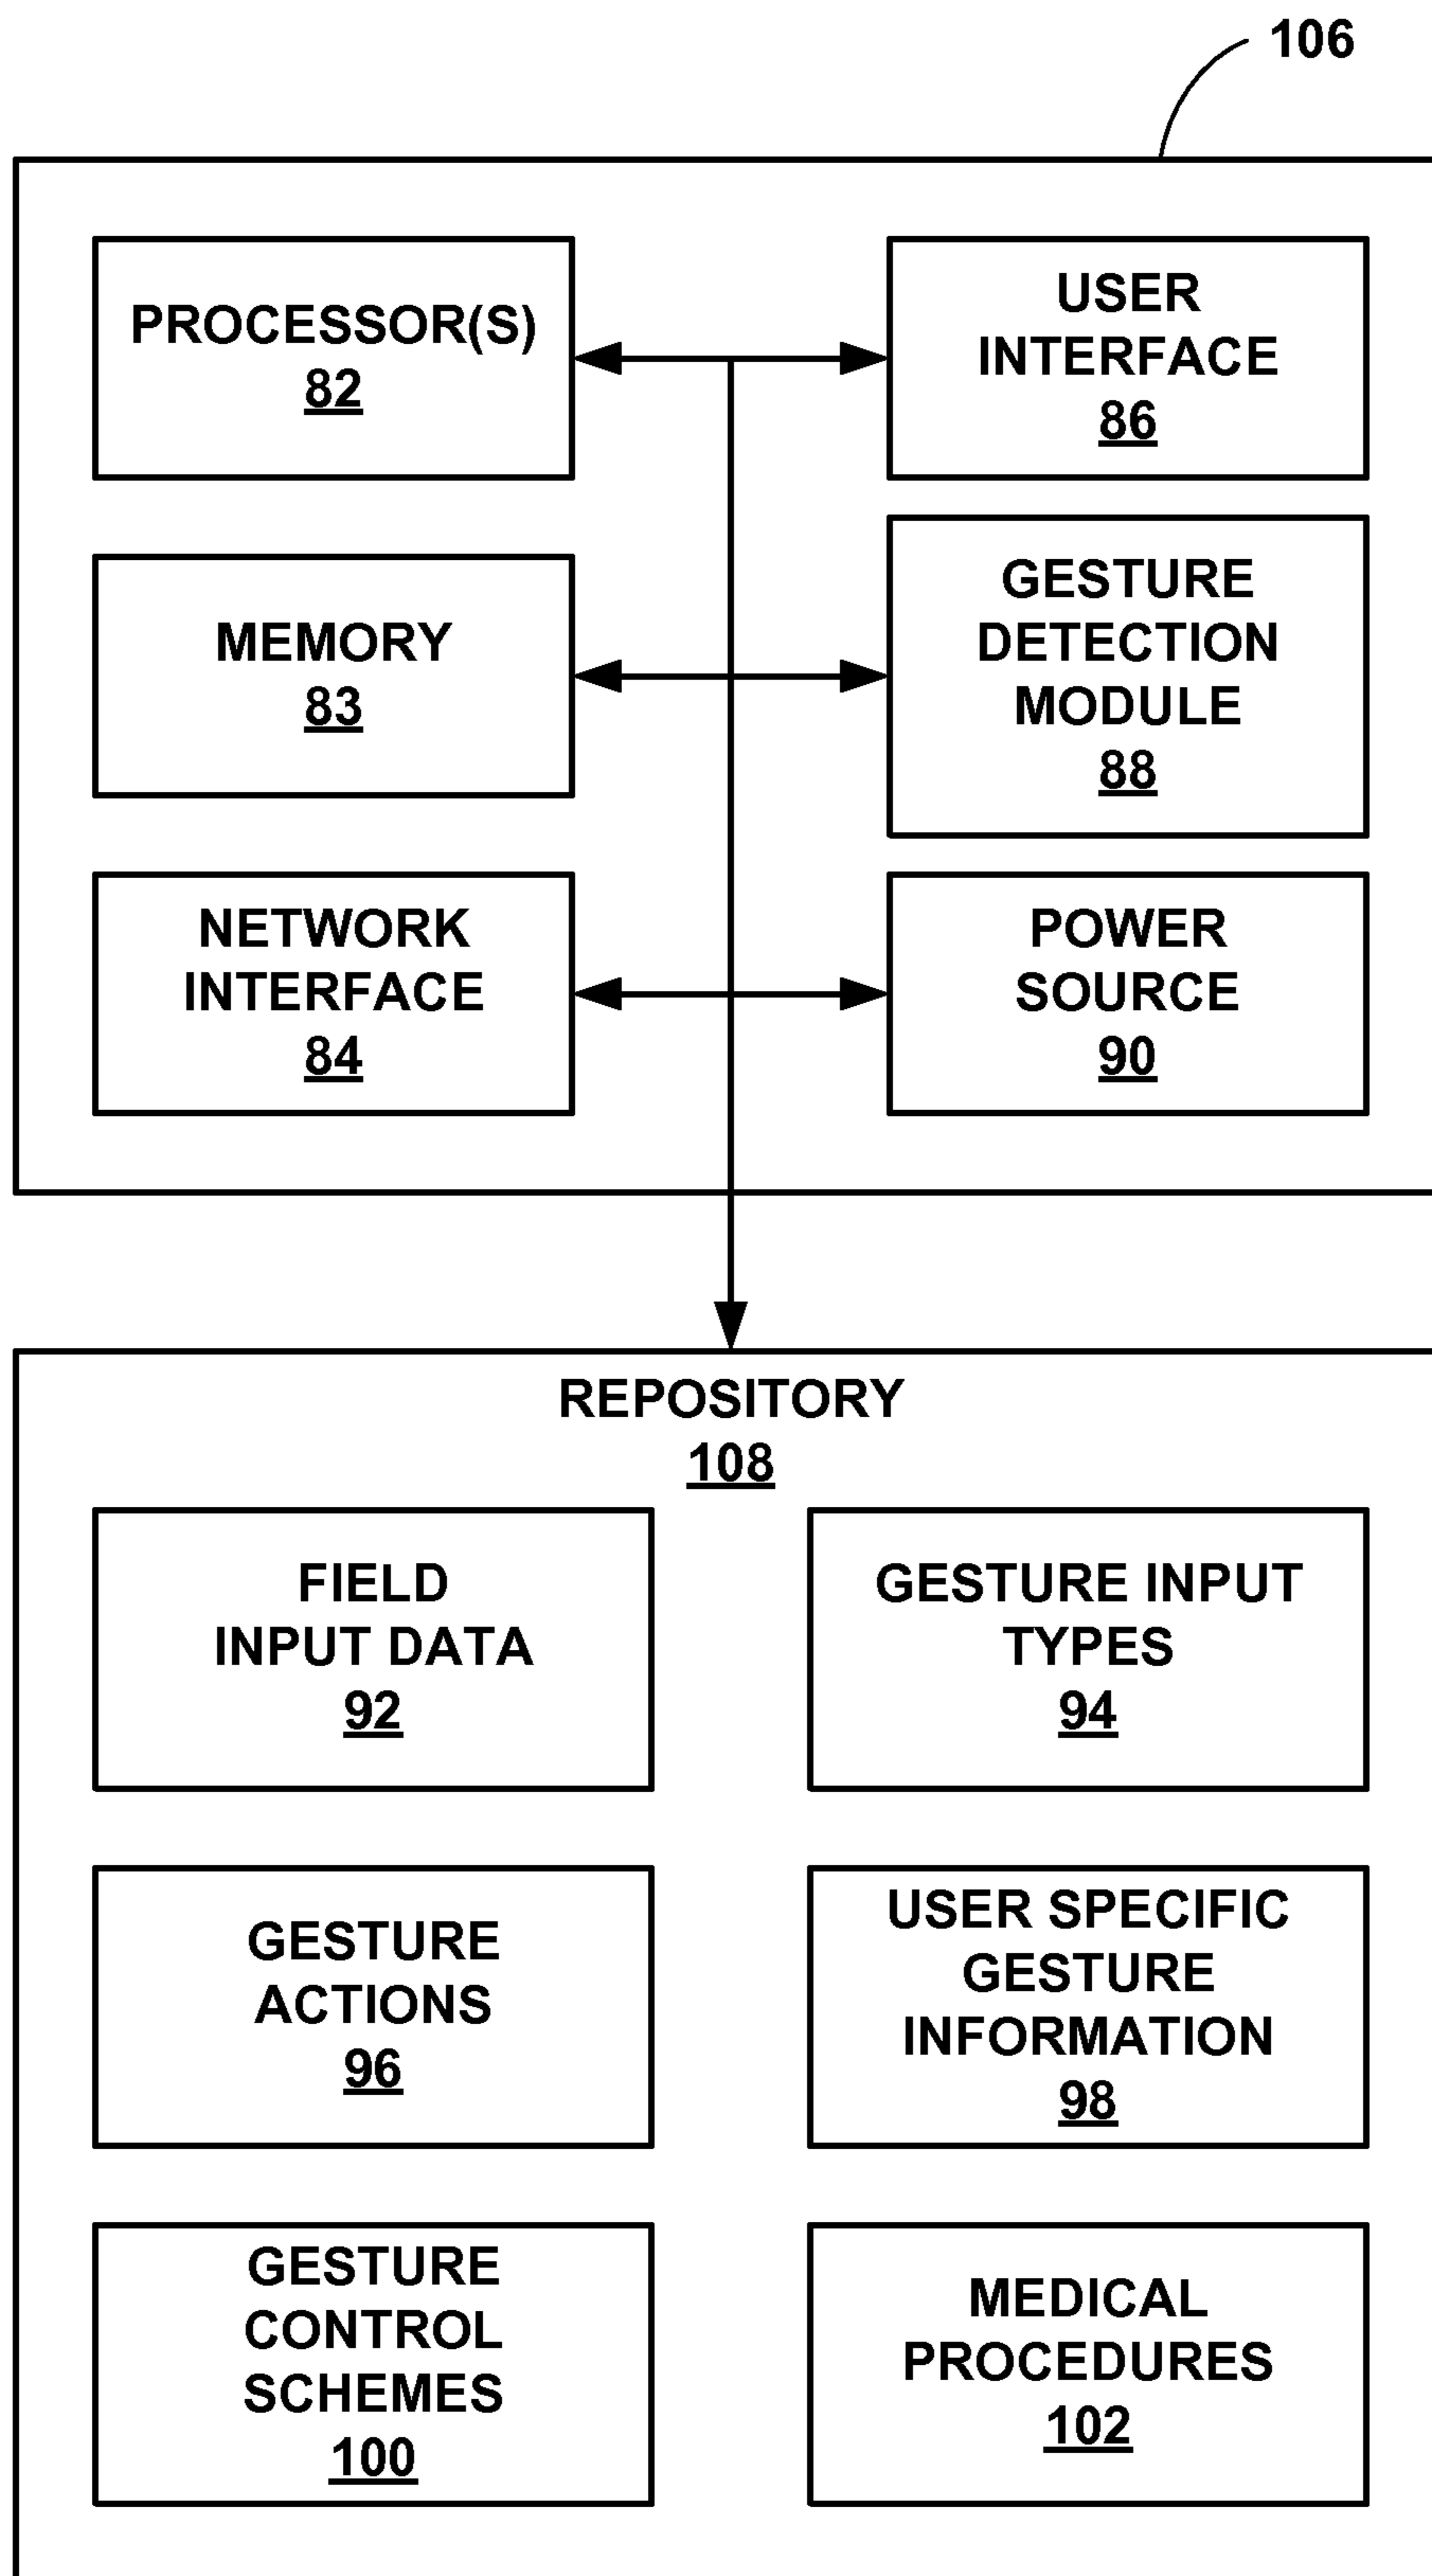 106
PROCESSOR(S)
82
USER
INTERFACE
86
MEMORY
83
GESTURE
DETECTION
MODULE
88
NETWORK
INTERFACE
84
POWER
SOURCE
90
REPOSITORY
108
FIELD
INPUT DATA
92
GESTURE INPUT
TYPES
94
GESTURE
ACTIONS
96
USER SPECIFIC
GESTURE
INFORMATION
98
GESTURE
CONTROL
SCHEMES
100
MEDICAL
PROCEDURES
102